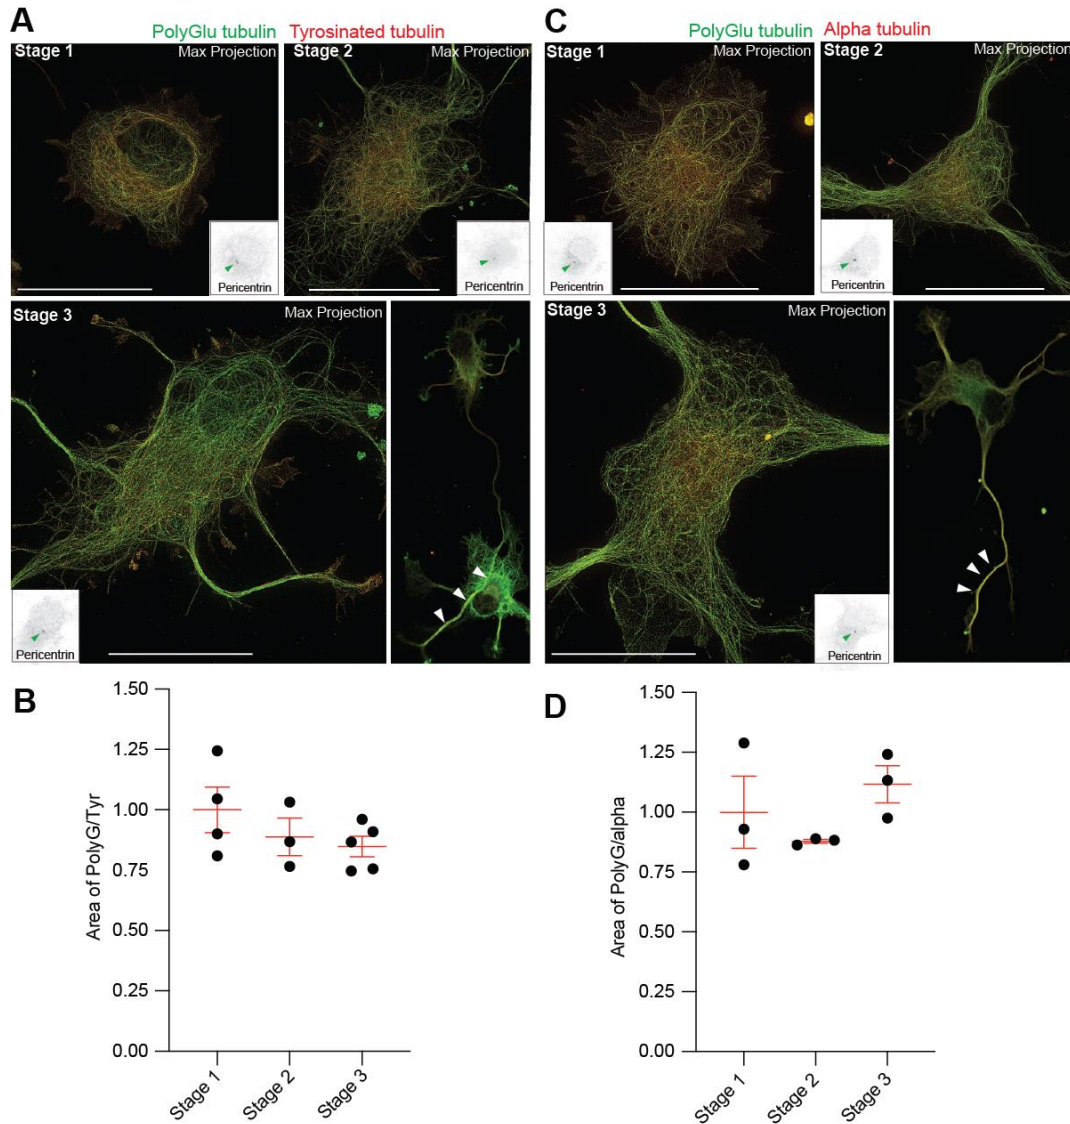 A
PolyGlu tubulin Tyrosinated tubulin
Stage 1
Max Projection
Pericentrin
Stage 2
Max Projection
Pericentrin
Stage 3
Max Projection
Pericentrin
C
PolyGlu tubulin Alpha tubulin
Stage 1
Max Projection
Pericentrin
Stage 2
Max Projection
Pericentrin
Stage 3
Max Projection
Pericentrin
B
Area of PolyG/Tyr
1.50
1.25
1.00
0.75
0.50
0.25
0.00
Stage 1
Stage 2
Stage 3
D
Area of PolyG/alpha
1.50
1.25
1.00
0.75
0.50
0.25
0.00
Stage 1
Stage 2
Stage 3